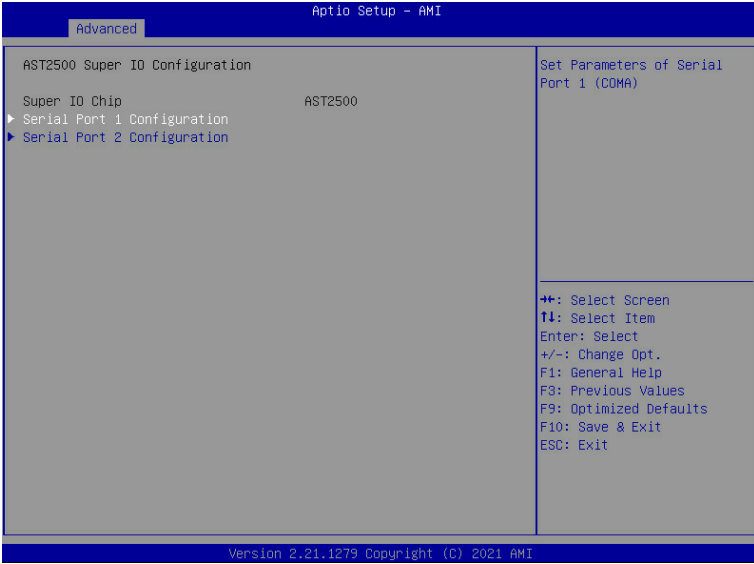 Aptio Setup – AMI
Advanced
AST2500 Super IO Configuration
Super IO Chip AST2500
Serial Port 1 Configuration
Serial Port 2 Configuration
Set Parameters of Serial
Port 1 (COMA)
→←: Select Screen
↑↓: Select Item
Enter: Select
+/-: Change Opt.
F1: General Help
F3: Previous Values
F9: Optimized Defaults
F10: Save & Exit
ESC: Exit
Version 2.21.1279 Copyright (C) 2021 AMI